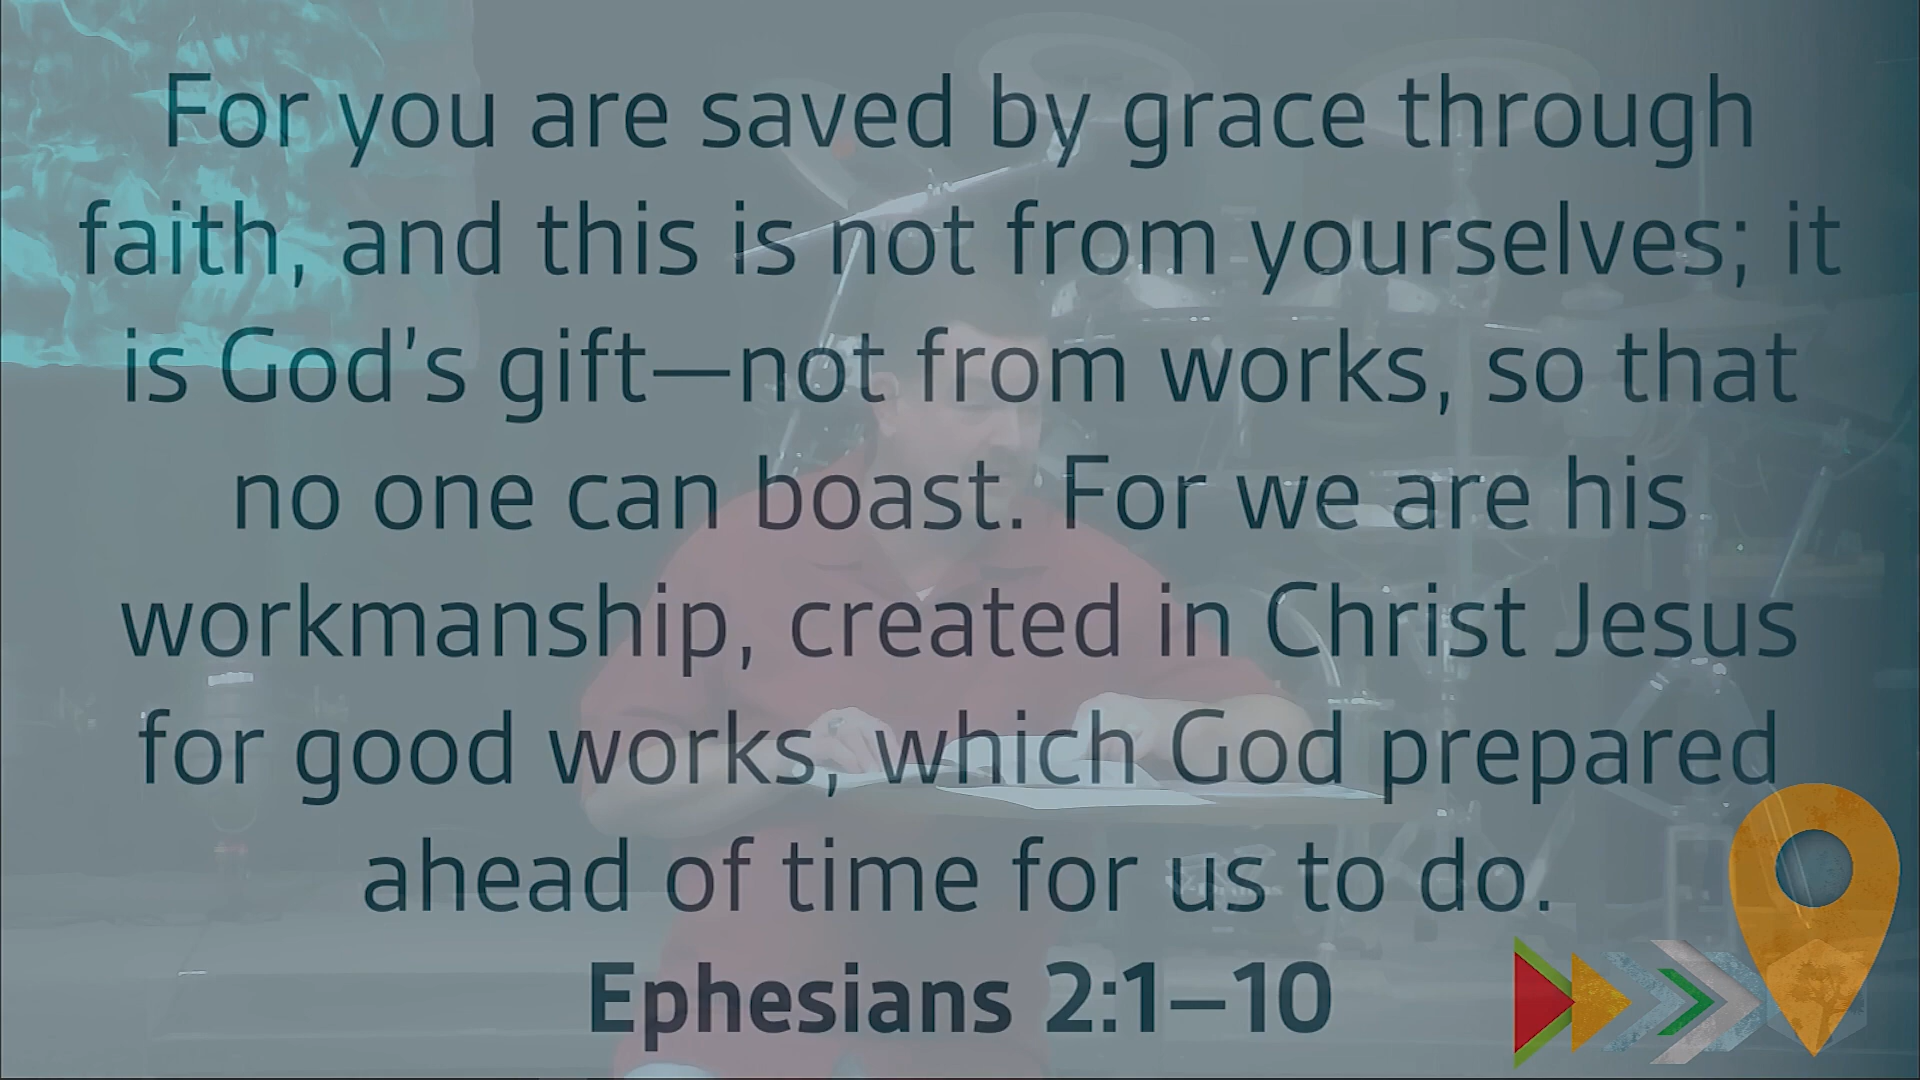 For you are saved by grace through
faith, and this is not from yourselves; it
is God’s gift—not from works, so that
no one can boast. For we are his
workmanship, created in Christ Jesus
for good works, which God prepared
ahead of time for us to do.
Ephesians 2:1–10